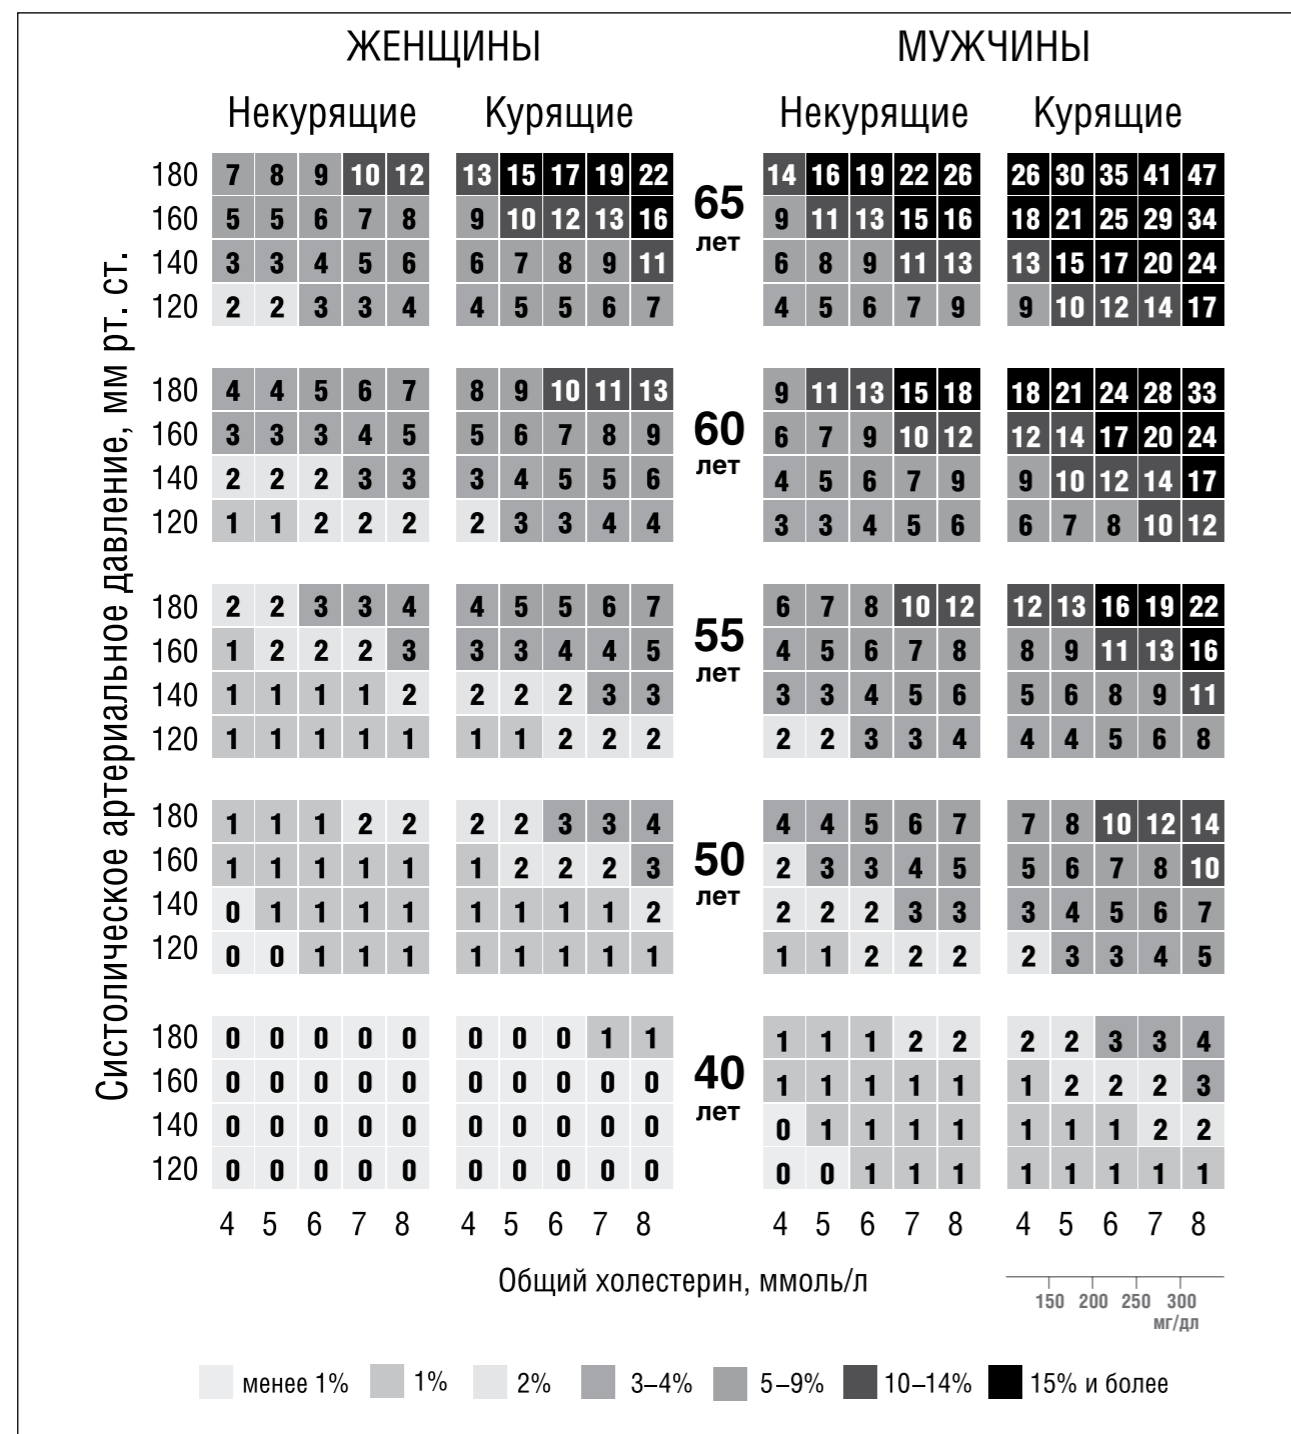 ЖЕНЩИНЫ МУЖЧИНЫ
Некурящие Курящие Некурящие Курящие
Систолическое артериальное давление, мм рт. ст.
180 7 8 9 10 12 13 15 17 19 22 14 16 19 22 26 26 30 35 41 47
65 лет
160 5 5 6 7 8 9 10 12 13 16 9 11 13 15 16 18 21 25 29 34
140 3 3 4 5 6 6 7 8 9 11 6 8 9 11 13 13 15 17 20 24
120 2 2 3 3 4 4 5 5 6 7 4 5 6 7 9 9 10 12 14 17
180 4 4 5 6 7 8 9 10 11 13 9 11 13 15 18 18 21 24 28 33
60 лет
160 3 3 3 4 5 5 6 7 8 9 6 7 9 10 12 12 14 17 20 24
140 2 2 2 3 3 3 4 5 5 6 4 5 6 7 9 9 10 12 14 17
120 1 1 2 2 2 2 3 3 4 4 3 3 4 5 6 6 7 8 10 12
180 2 2 3 3 4 4 5 5 6 7 6 7 8 10 12 12 13 16 19 22
55 лет
160 1 2 2 2 3 3 3 4 4 5 4 5 6 7 8 8 9 11 13 16
140 1 1 1 1 2 2 2 2 3 3 3 3 4 5 6 5 6 8 9 11
120 1 1 1 1 1 1 1 2 2 2 2 2 3 3 4 4 4 5 6 8
180 1 1 1 2 2 2 2 3 3 4 4 4 5 6 7 7 8 10 12 14
50 лет
160 1 1 1 1 1 1 2 2 2 3 2 3 3 4 5 5 6 7 8 10
140 0 1 1 1 1 1 1 1 1 2 2 2 2 3 3 3 4 5 6 7
120 0 0 1 1 1 1 1 1 1 1 1 1 2 2 2 2 3 3 4 5
180 0 0 0 0 0 0 0 0 1 1 1 1 1 2 2 2 2 3 3 4
40 лет
160 0 0 0 0 0 0 0 0 0 0 1 1 1 1 1 1 2 2 2 3
140 0 0 0 0 0 0 0 0 0 0 0 1 1 1 1 1 1 1 2 2
120 0 0 0 0 0 0 0 0 0 0 0 0 1 1 1 1 1 1 1 1
4 5 6 7 8 4 5 6 7 8 4 5 6 7 8 4 5 6 7 8
Общий холестерин, ммоль/л
150 200 250 300
мг/дл
менее 1% 1% 2% 3–4% 5–9% 10–14% 15% и более